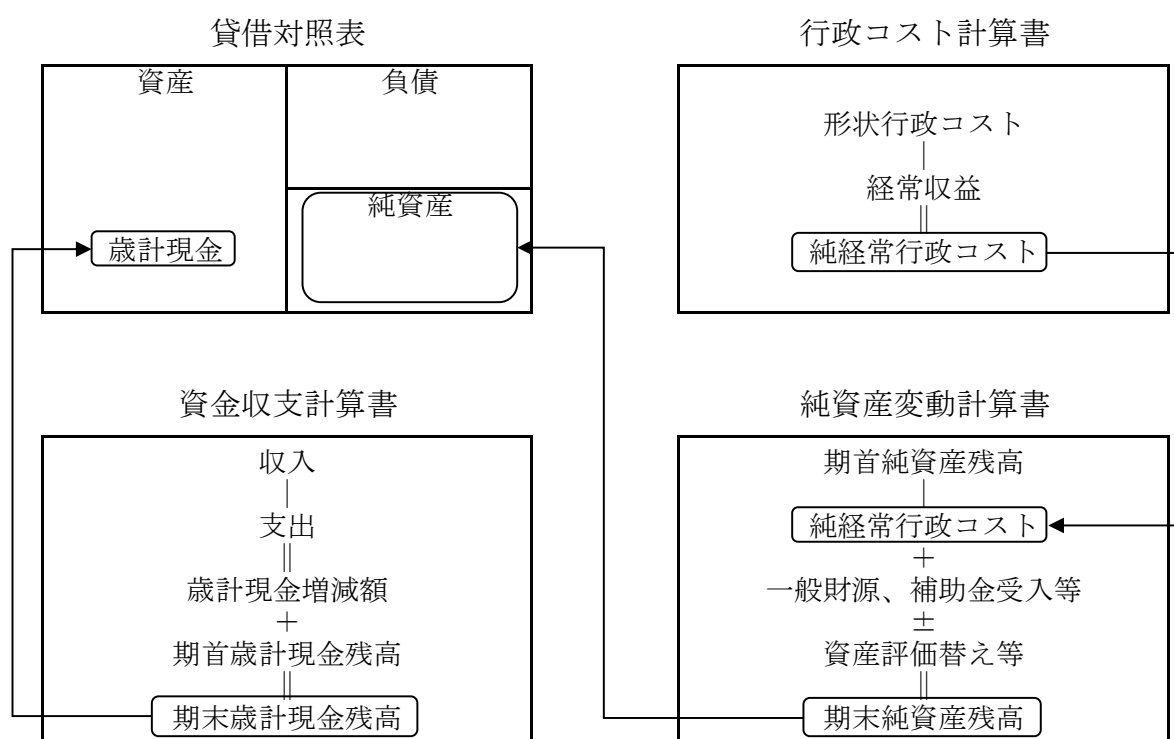 貸借対照表
資産
負債
純資産
歳計現金
行政コスト計算書
形状行政コスト
｜
経常収益
||
純経常行政コスト
資金収支計算書
収入
｜
支出
||
歳計現金増減額
＋
期首歳計現金残高
||
期末歳計現金残高
純資産変動計算書
期首純資産残高
｜
純経常行政コスト
＋
一般財源、補助金受入等
±
資産評価替え等
||
期末純資産残高